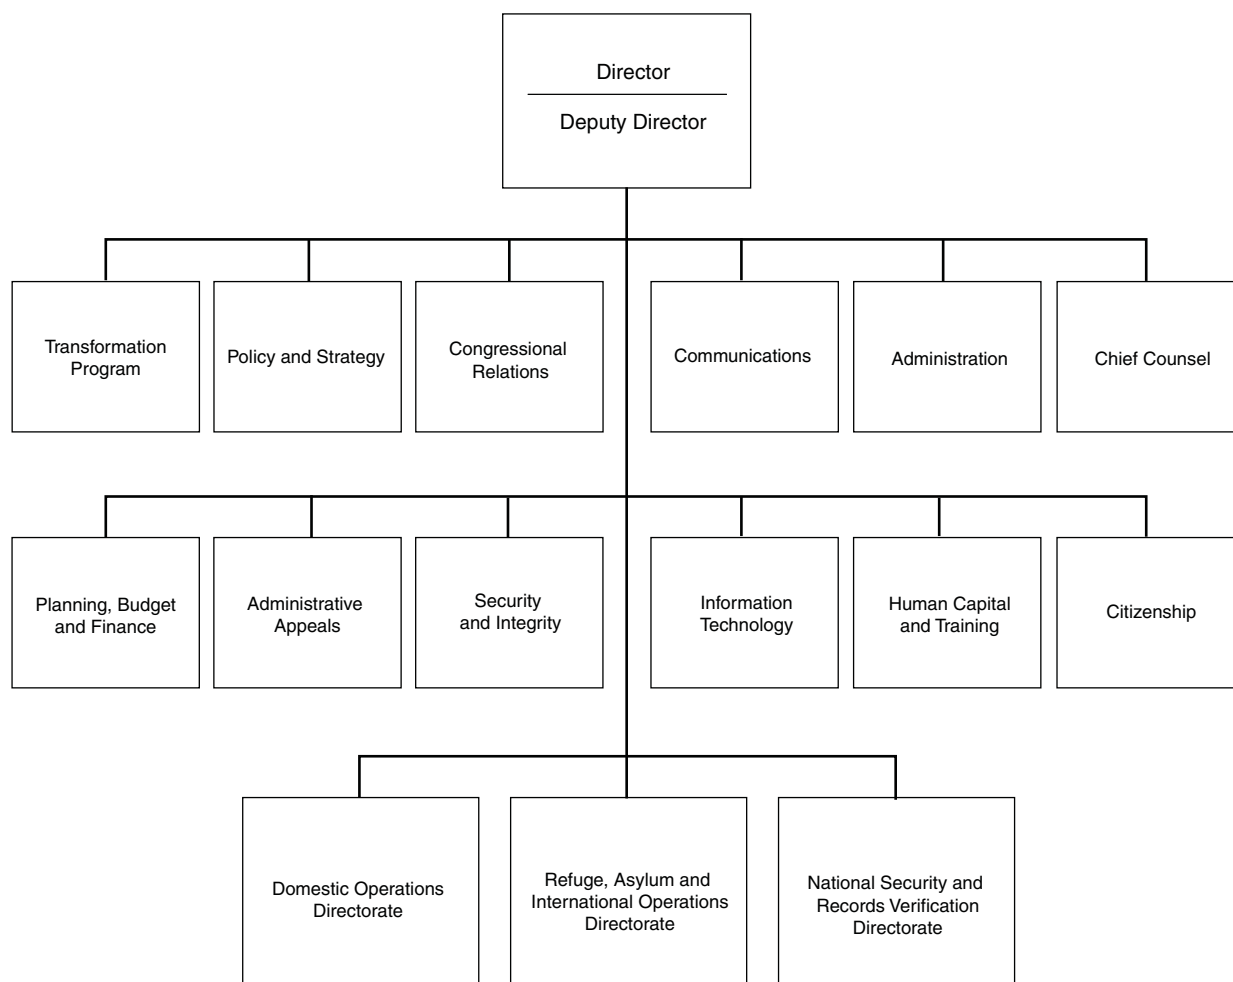 Director
Deputy Director
Transformation
Program
Policy and Strategy
Congressional
Relations
Communications
Administration
Chief Counsel
Planning, Budget
and Finance
Administrative
Appeals
Security
and Integrity
Information
Technology
Human Capital
and Training
Citizenship
Domestic Operations
Directorate
Refuge, Asylum and
International Operations
Directorate
National Security and
Records Verification
Directorate